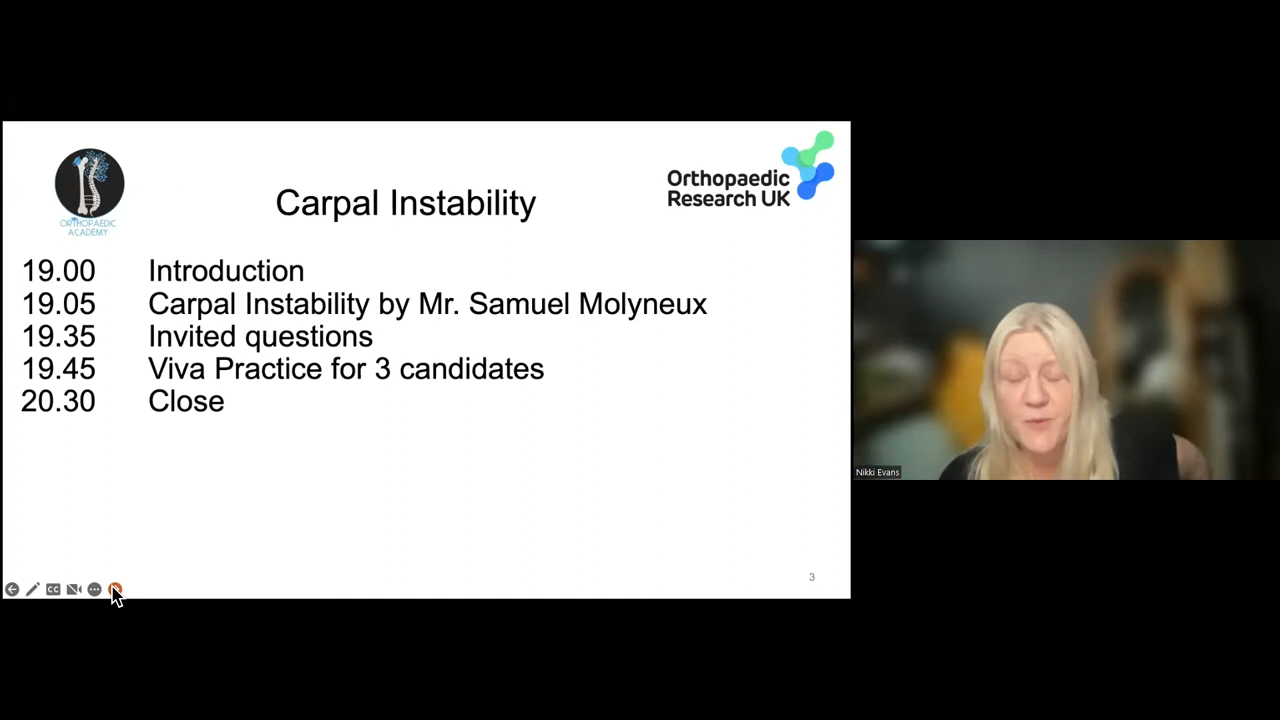 ORTHOPAEDIC
ACADEMY
Carpal Instability
Orthopaedic
Research UK
19.00 Introduction
19.05 Carpal Instability by Mr. Samuel Molyneux
19.35 Invited questions
19.45 Viva Practice for 3 candidates
20.30 Close
CC
3
Nikki Evans